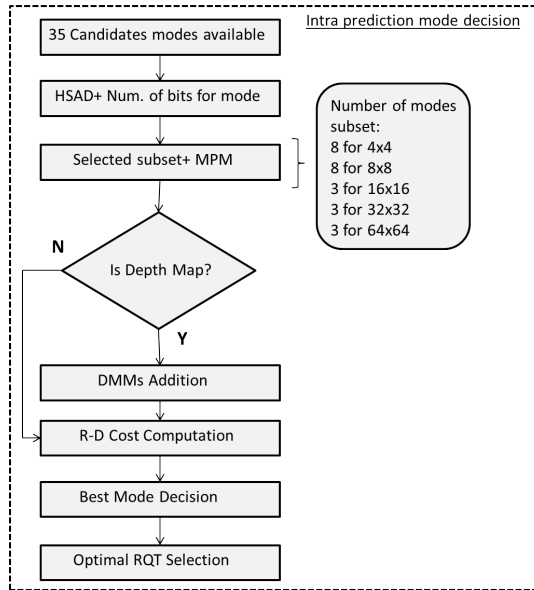 Intra prediction mode decision
35 Candidates modes available
HSAD+ Num. of bits for mode
Selected subset+ MPM
Number of modes
subset:
8 for 4x4
8 for 8x8
3 for 16x16
3 for 32x32
3 for 64x64
N
Is Depth Map?
Y
DMMs Addition
R-D Cost Computation
Best Mode Decision
Optimal RQT Selection